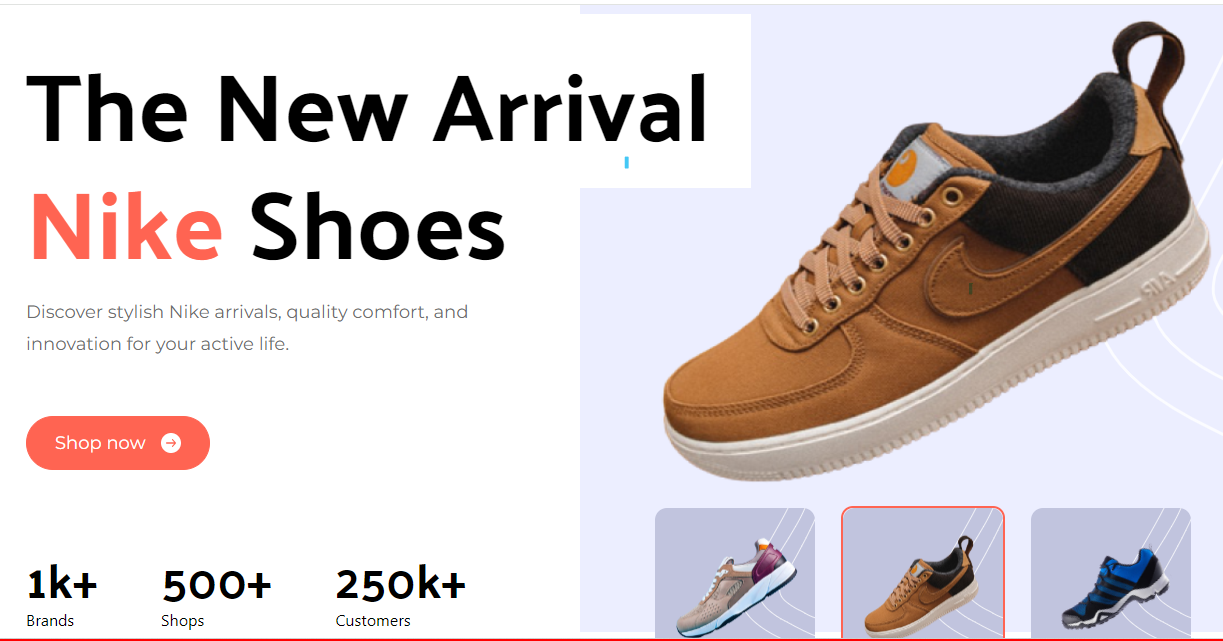 The New Arrival
Nike Shoes
Discover stylish Nike arrivals, quality comfort, and
innovation for your active life.
Shop now
1k+ 500+ 250k+
Brands Shops Customers
AIR